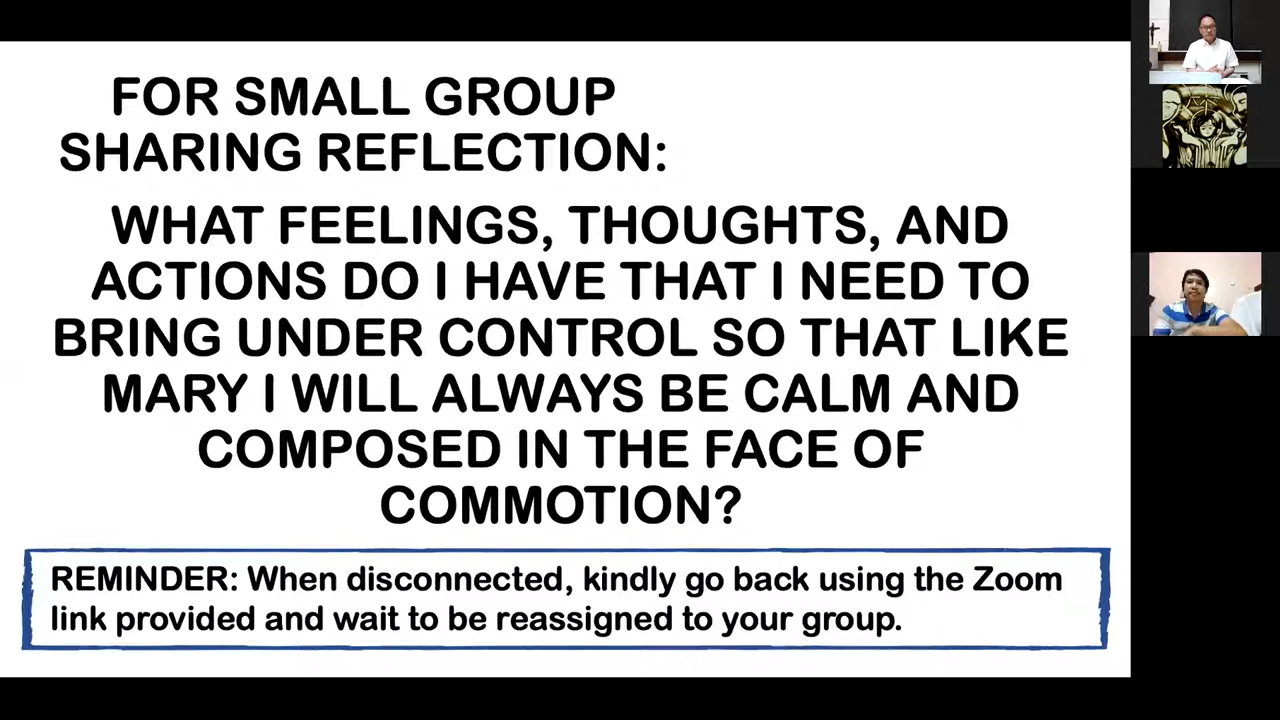 FOR SMALL GROUP
SHARING REFLECTION:
WHAT FEELINGS, THOUGHTS, AND
ACTIONS DO I HAVE THAT I NEED TO
BRING UNDER CONTROL SO THAT LIKE
MARY I WILL ALWAYS BE CALM AND
COMPOSED IN THE FACE OF
COMMOTION?
REMINDER: When disconnected, kindly go back using the Zoom
link provided and wait to be reassigned to your group.